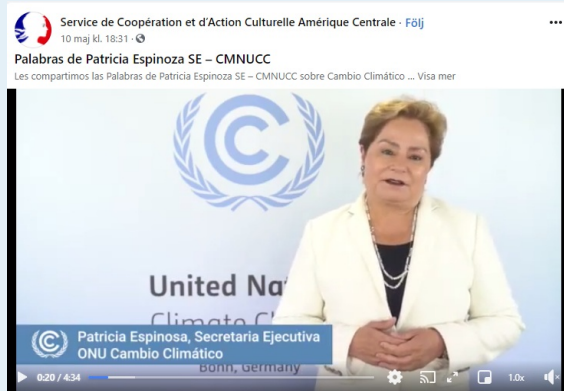 Service de Coopération et d'Action Culturelle Amérique Centrale · Följ
10 maj kl. 18:31 ·
Palabras de Patricia Espinoza SE – CMNUCC
Les compartimos las Palabras de Patricia Espinoza SE – CMNUCC sobre Cambio Climático ... Visa mer
United Na
Climate C
Patricia Espinosa, Secretaria Ejecutiva
ONU Cambio Climático
Bonn, Germany
0:20 / 4:34
1.0x